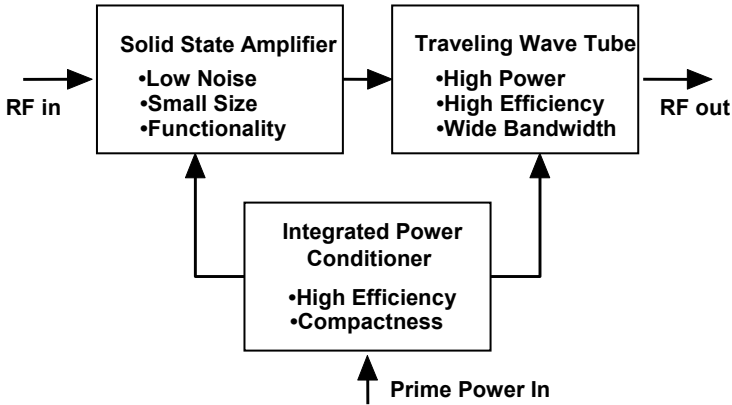 Solid State Amplifier
•Low Noise
•Small Size
•Functionality
Traveling Wave Tube
•High Power
•High Efficiency
•Wide Bandwidth
RF in
RF out
Integrated Power
Conditioner
•High Efficiency
•Compactness
Prime Power In